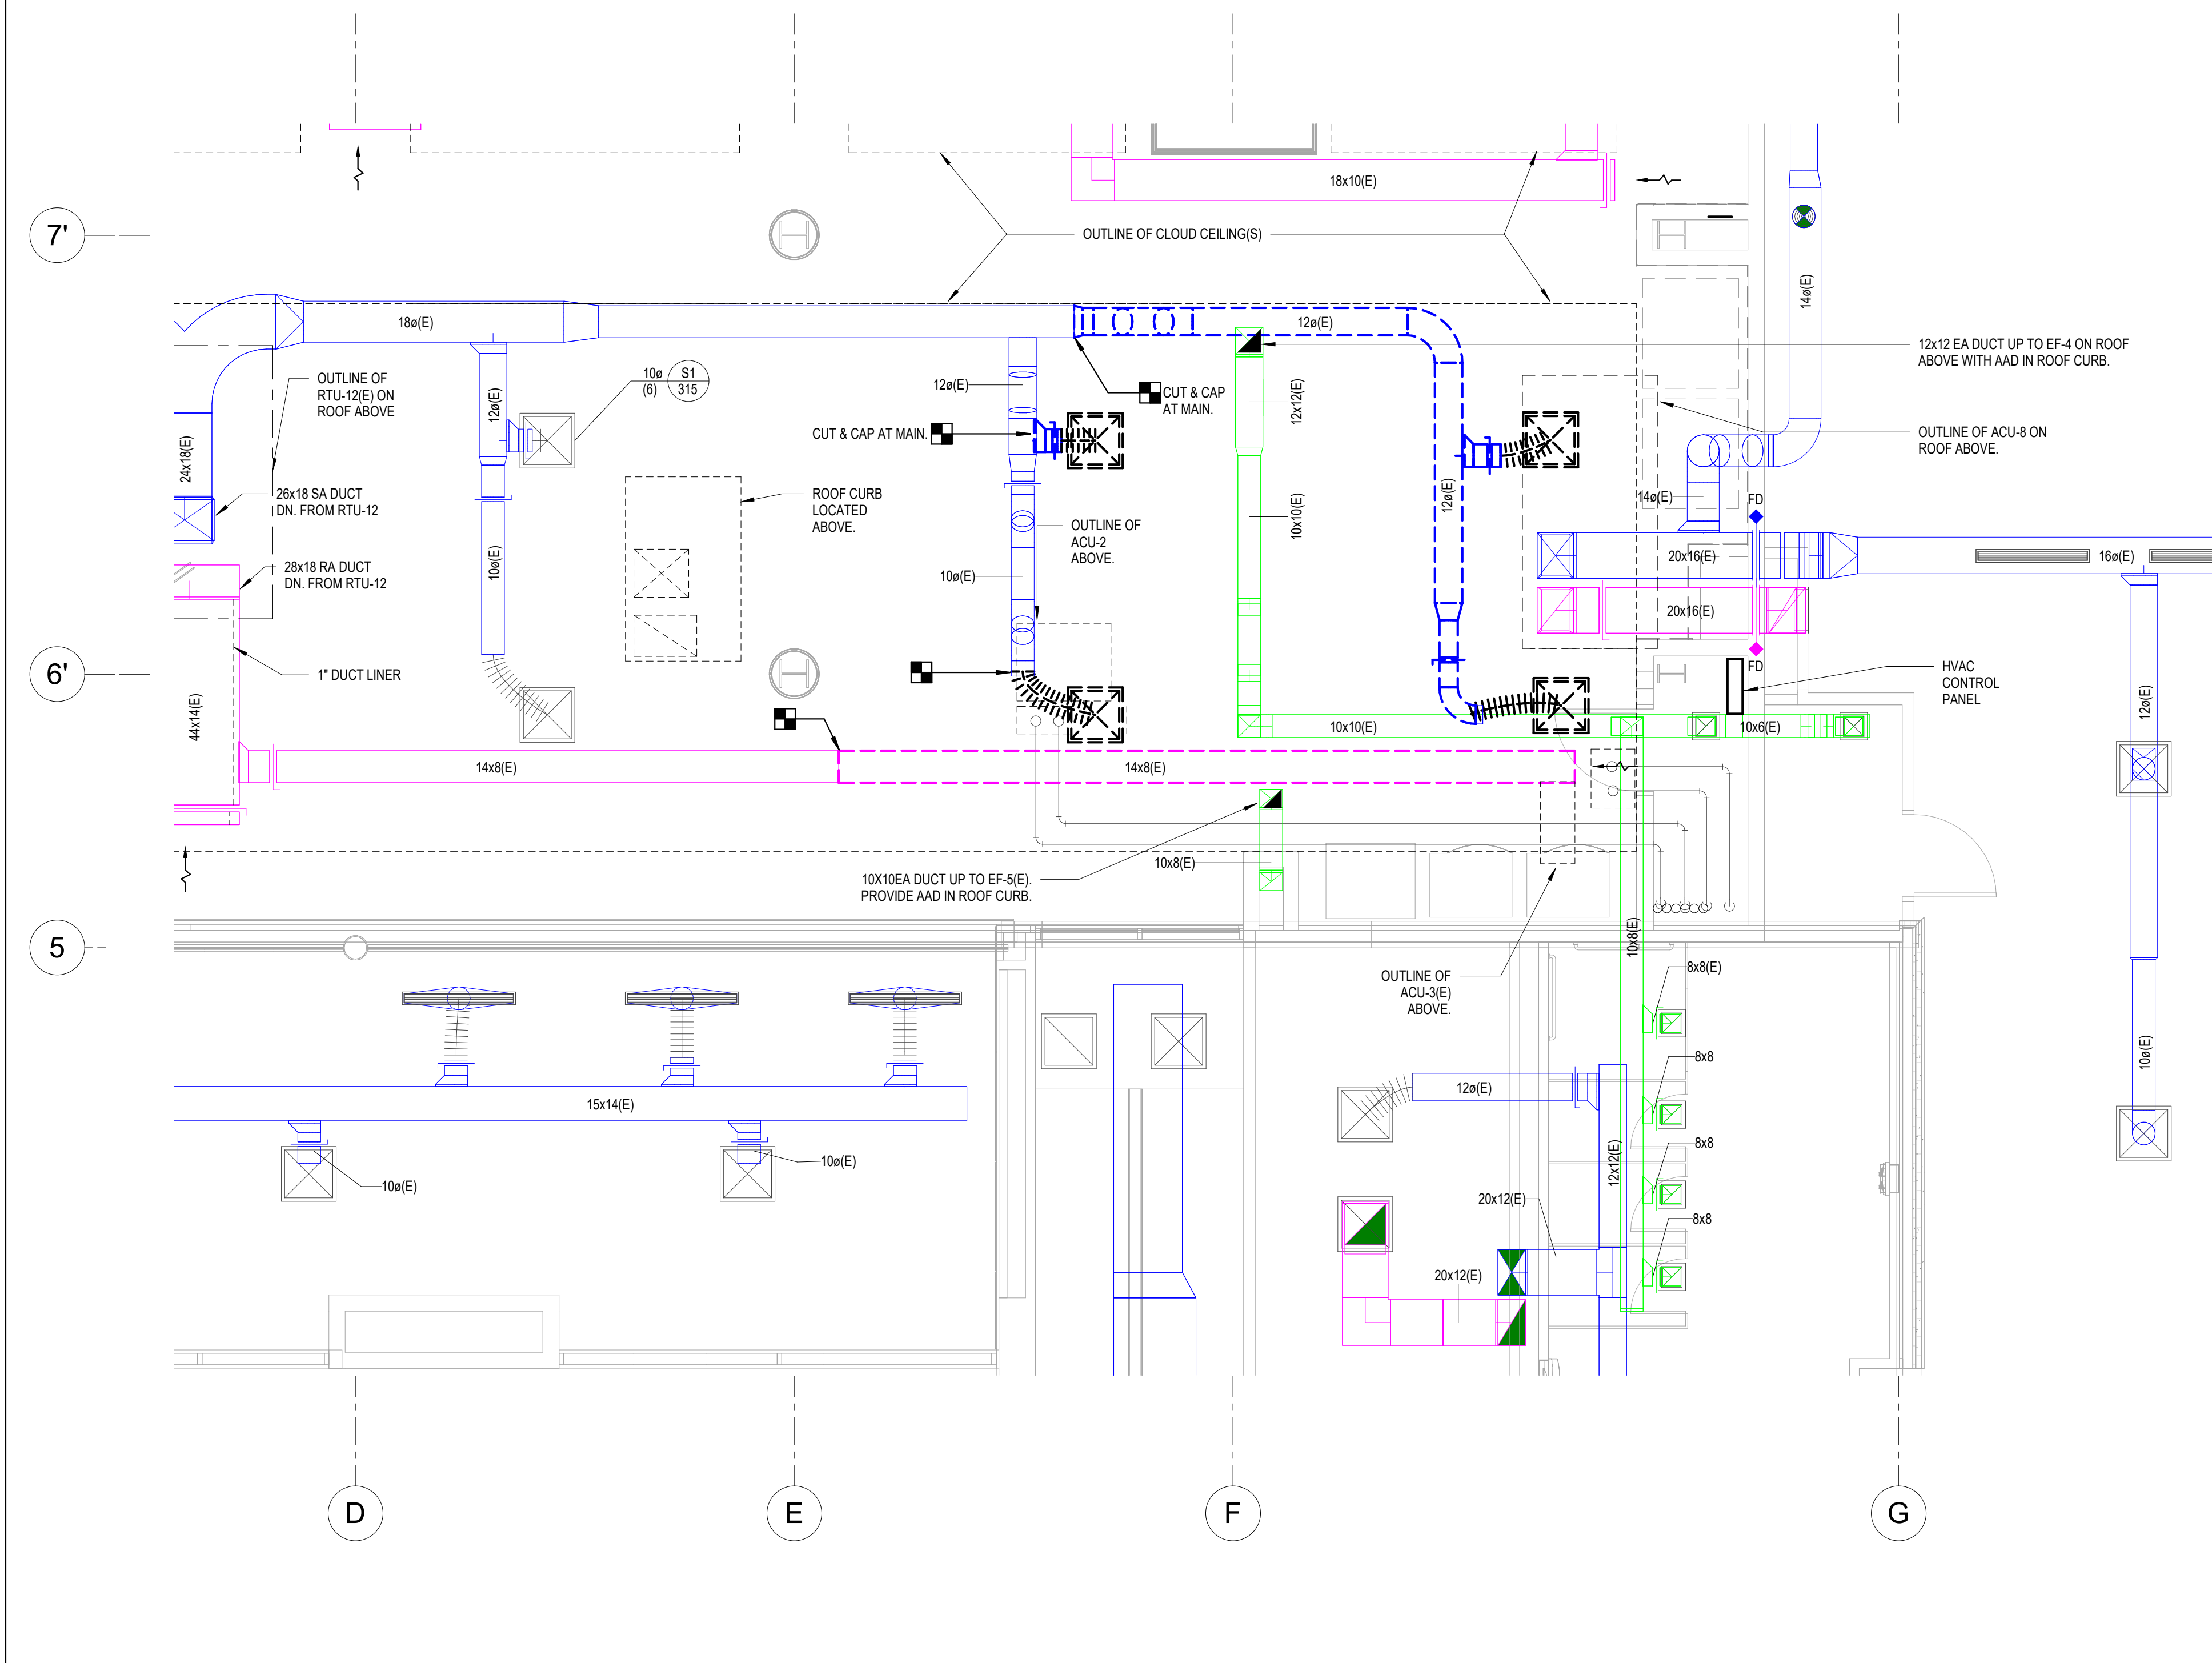 18x10(E)
7'
OUTLINE OF CLOUD CEILING(S)
14ø(E)
18ø(E)
12ø(E)
12x12 EA DUCT UP TO EF-4 ON ROOF
ABOVE WITH AAD IN ROOF CURB.
OUTLINE OF
RTU-12(E) ON
ROOF ABOVE
10ø
(6)
S1
315
12ø(E)
12ø(E)
CUT & CAP
AT MAIN.
12x12(E)
CUT & CAP AT MAIN.
OUTLINE OF ACU-8 ON
ROOF ABOVE.
24x18(E)
26x18 SA DUCT
DN. FROM RTU-12
ROOF CURB
LOCATED
ABOVE.
OUTLINE OF
ACU-2
ABOVE.
10x10(E)
12ø(E)
14ø(E)
FD
20x16(E)
16ø(E)
28x18 RA DUCT
DN. FROM RTU-12
10ø(E)
10ø(E)
20x16(E)
6'
1" DUCT LINER
FD
HVAC
CONTROL
PANEL
44x14(E)
12ø(E)
10x10(E)
10x6(E)
14x8(E)
14x8(E)
10x8(E)
10X10EA DUCT UP TO EF-5(E).
PROVIDE AAD IN ROOF CURB.
5
10x8(E)
OUTLINE OF
ACU-3(E)
ABOVE.
8x8(E)
8x8
10ø(E)
15x14(E)
12ø(E)
8x8
12x12(E)
10ø(E)
10ø(E)
20x12(E)
8x8
20x12(E)
D
E
F
G